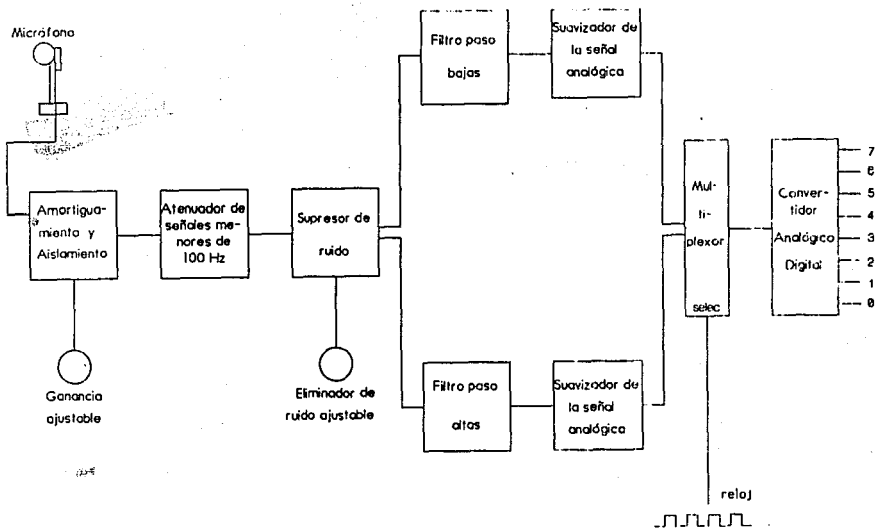 Micrófono
Amortigua-
miento y
Aislamiento
Ganancia
ajustable
Atenuador de
señales me-
nores de
100 Hz
Supresor de
ruido
Eliminador de
ruido ajustable
Filtro paso
bajas
Suavizador de
la señal
analógica
Filtro paso
altas
Suavizador de
la señal
analógica
Mul-
ti-
plexor
selec
reloj
Conver-
tidor
Analógico
Digital
7
6
5
4
3
2
1
0